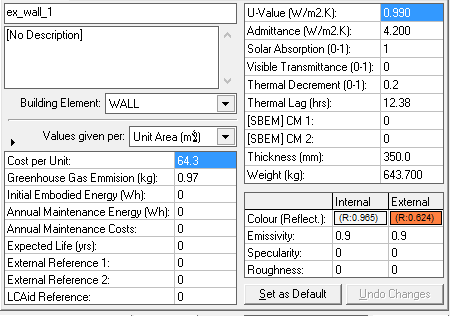 ex_wall_1
[No Description]
Building Element: WALL
Values given per: Unit Area (m²)
Cost per Unit: 64.3
Greenhouse Gas Emmision (kg): 0.97
Initial Embodied Energy (Wh): 0
Annual Maintenance Energy (Wh): 0
Annual Maintenance Costs: 0
Expected Life (yrs): 0
External Reference 1: 0
External Reference 2: 0
LCAid Reference: 0
U-Value (W/m2.K): 0.990
Admittance (W/m2.K): 4.200
Solar Absorption (0-1): 1
Visible Transmittance (0-1): 0
Thermal Decrement (0-1): 0.2
Thermal Lag (hrs): 12.38
[SBEM] CM 1: 0
[SBEM] CM 2: 0
Thickness (mm): 350.0
Weight (kg): 643.700
Internal External
Colour (Reflect.): (R:0.965) (R:0.624)
Emissivity: 0.9 0.9
Specularity: 0 0
Roughness: 0 0
Set as Default Undo Changes